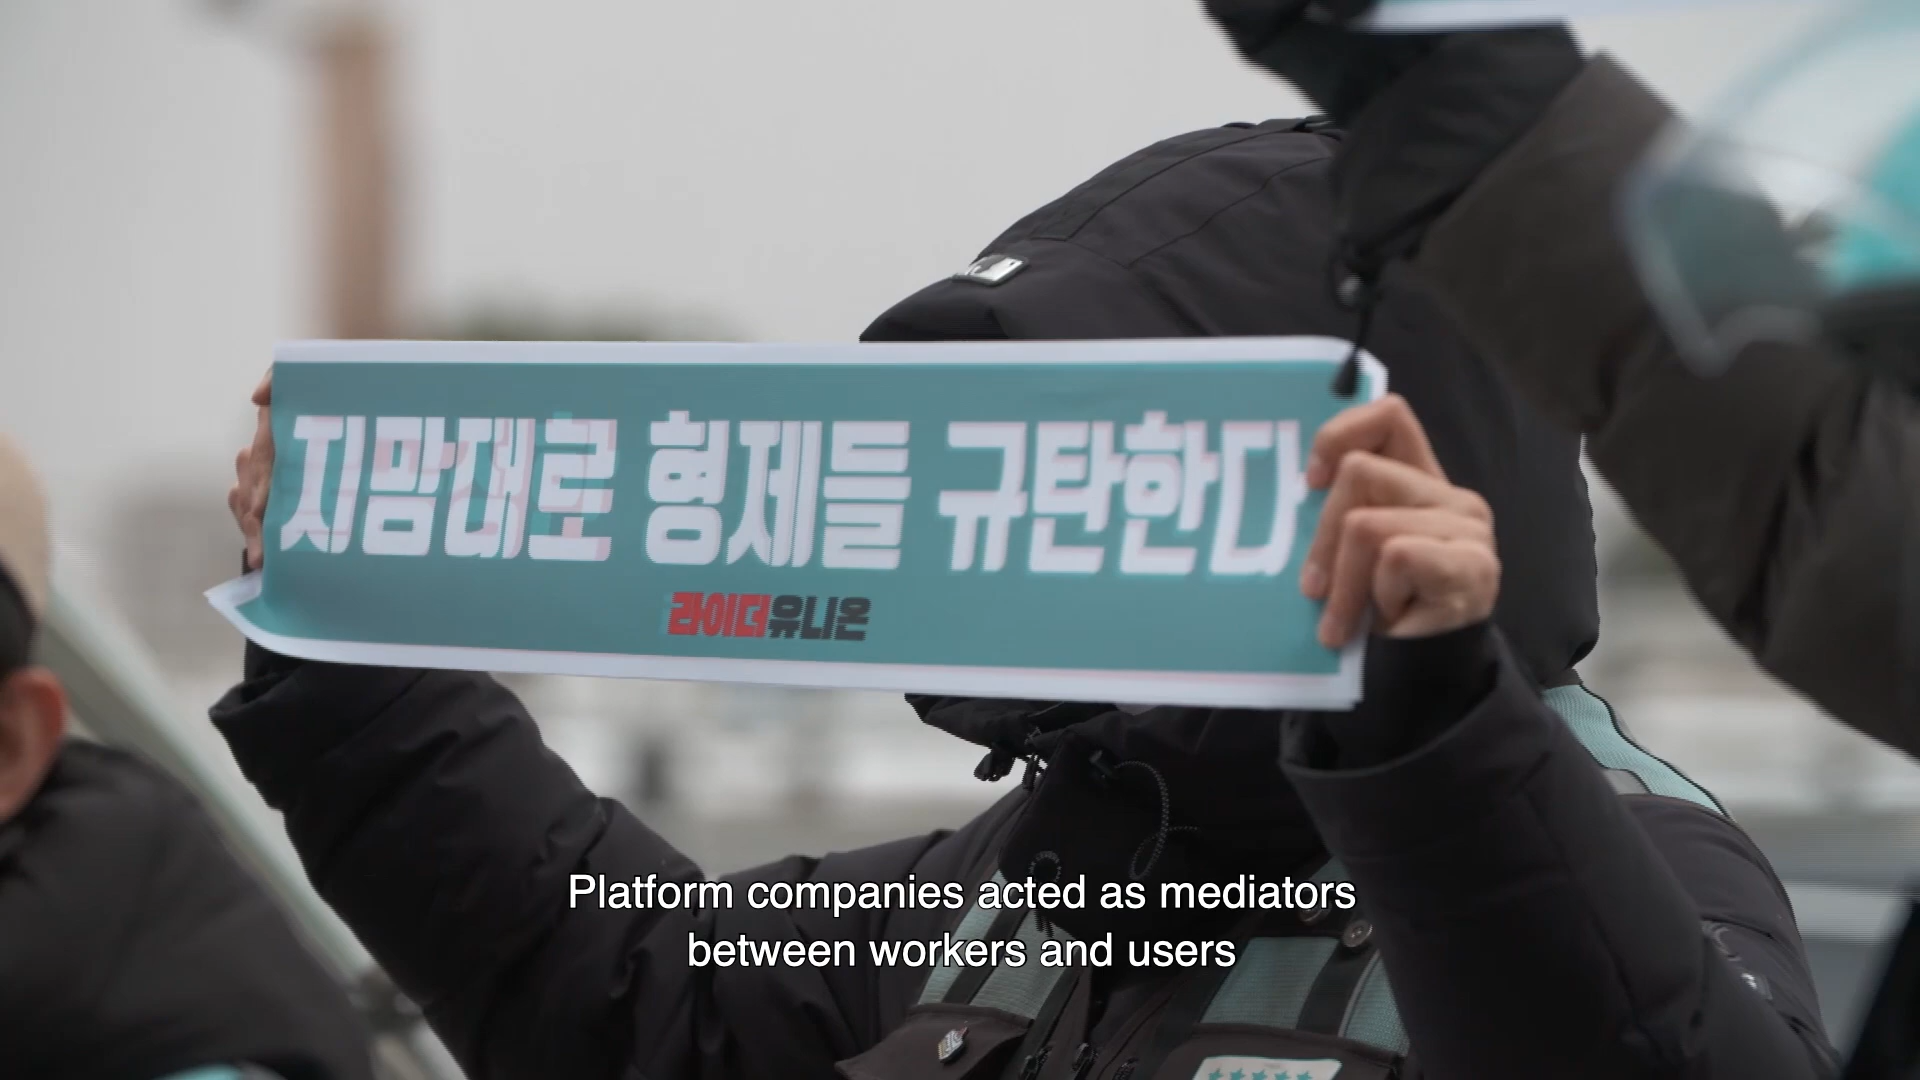 지맘대로 형제들 규탄한다
라이더유니온
Platform companies acted as mediators
between workers and users